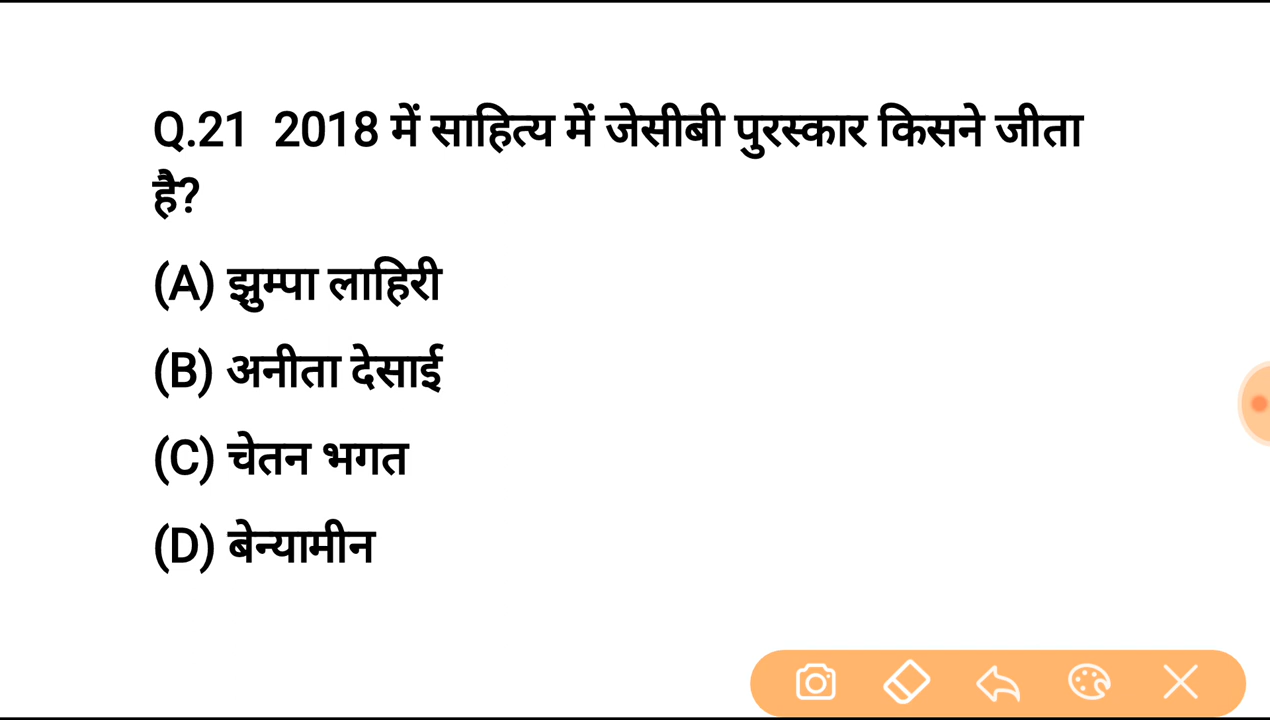 Q.21 2018 में साहित्य में जेसीबी पुरस्कार किसने जीता
है?
(A) झुम्पा लाहिरी
(B) अनीता देसाई
(C) चेतन भगत
(D) बेन्यामीन